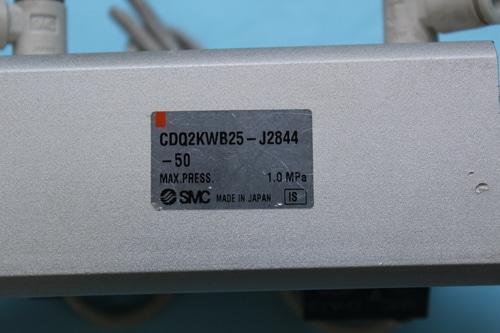 CDQ2KWB25-J2844
-50
MAX.PRESS. 1.0 MPa
SMC MADE IN JAPAN IS